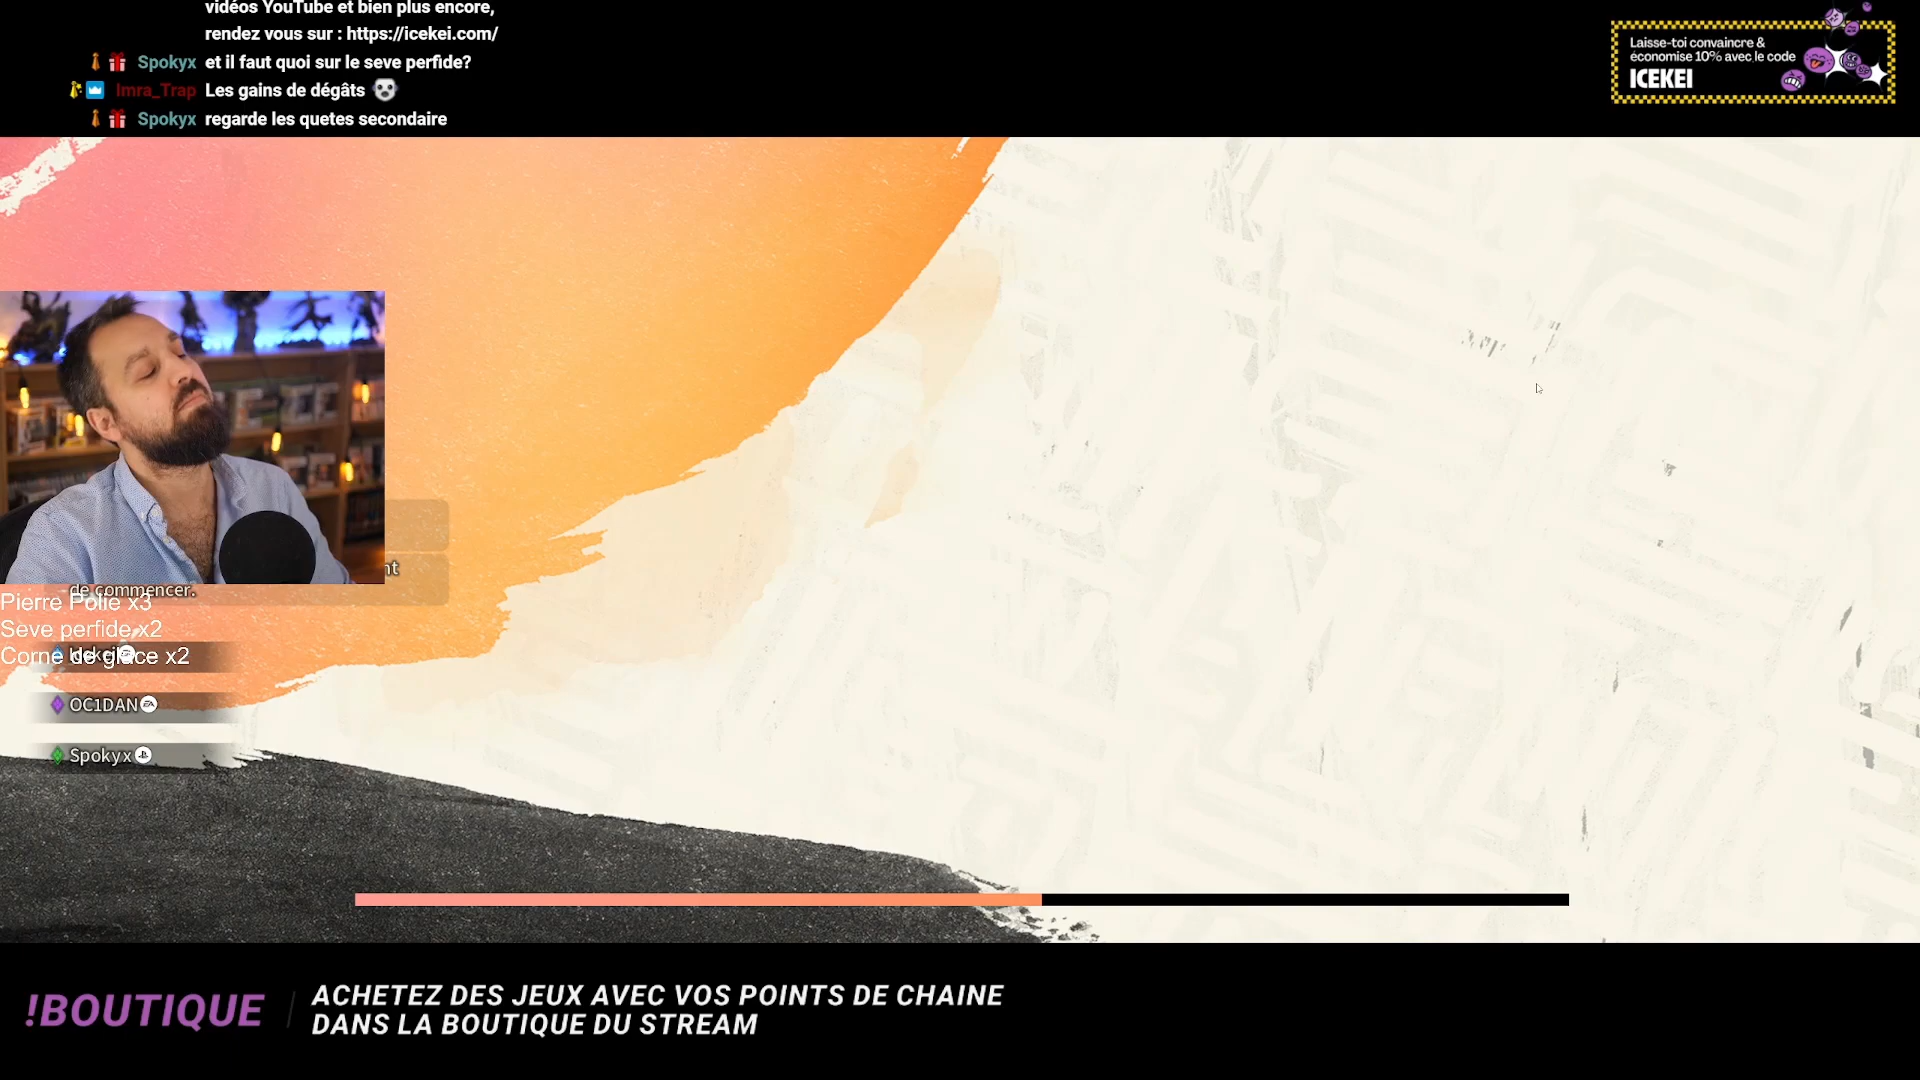 vidéos YouTube et bien plus encore,
rendez vous sur : https://icekei.com/
Spokyx et il faut quoi sur le seve perfide?
Imra_Trap Les gains de dégâts
Spokyx regarde les quetes secondaire
Laisse-toi convaincre &
économise 10% avec le code
ICEKEI
nt
de commencer.
Pierre Polie x3
Seve perfide x2
Corne de glace x2
OC1DAN
Spokyx
!BOUTIQUE
ACHETEZ DES JEUX AVEC VOS POINTS DE CHAINE
DANS LA BOUTIQUE DU STREAM